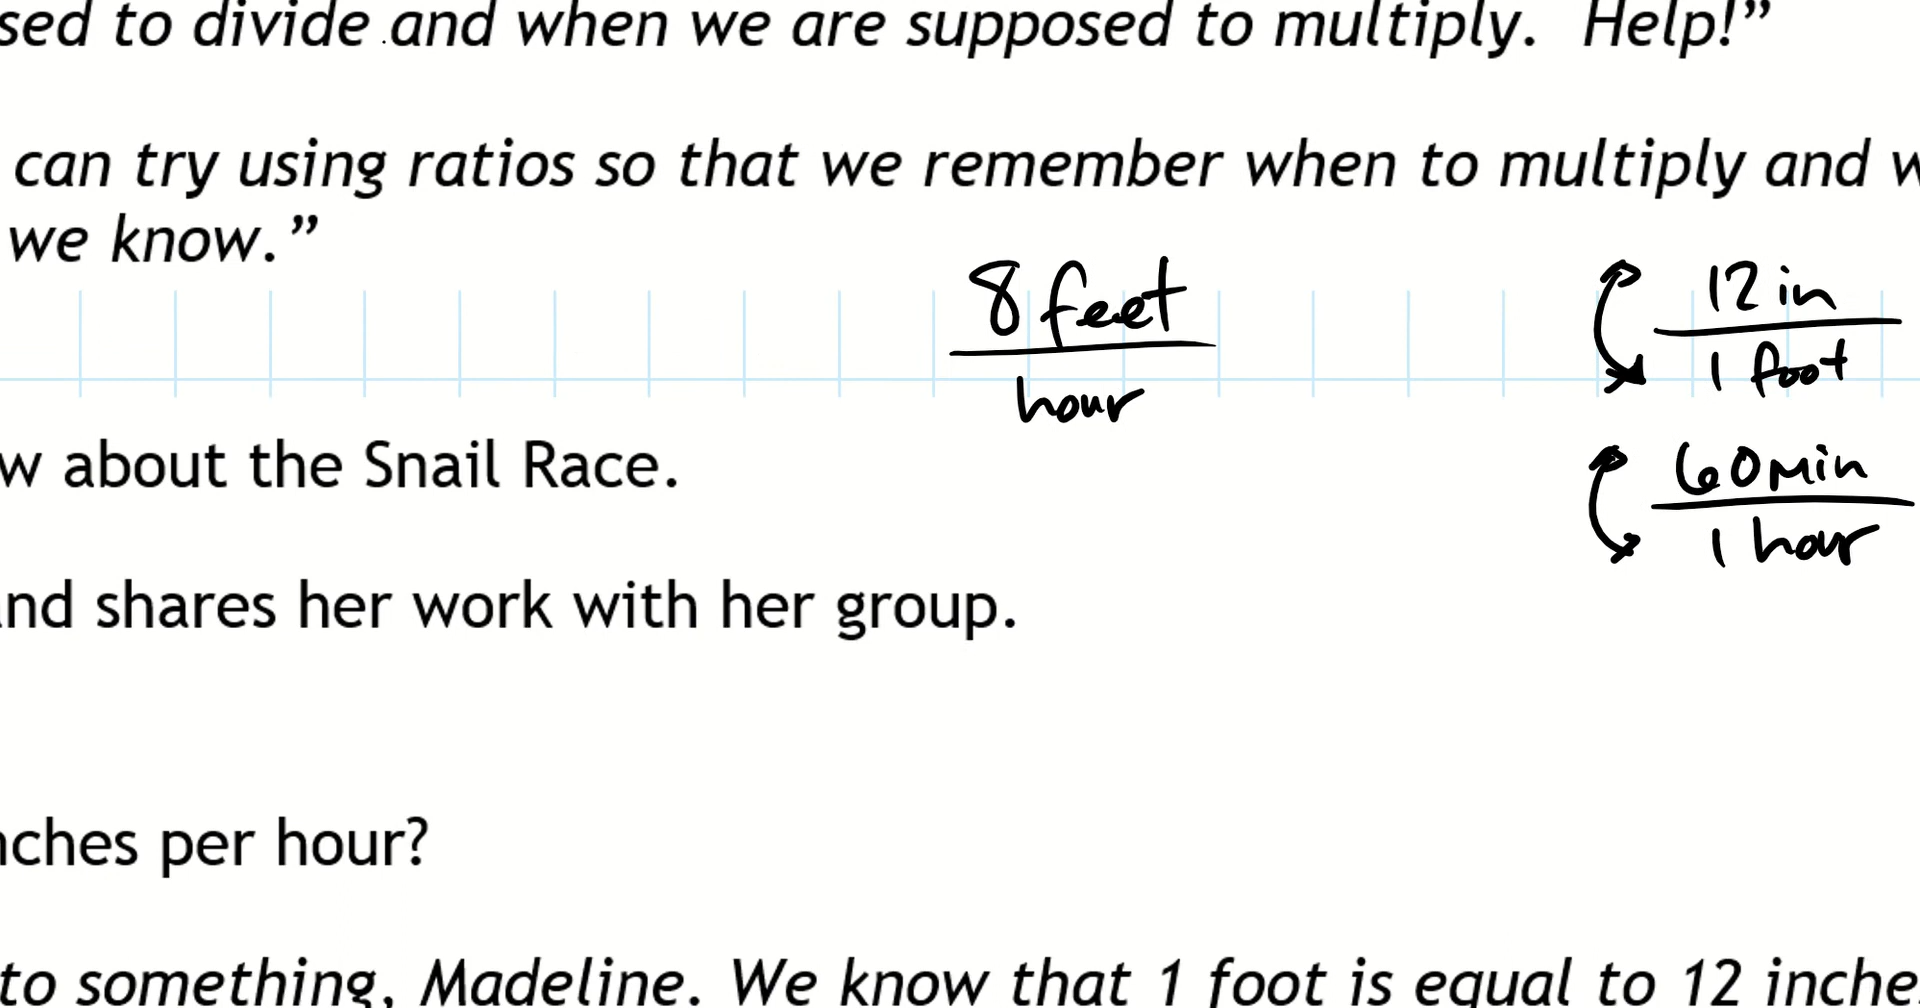 sed to divide and when we are supposed to multiply. Help!”
can try using ratios so that we remember when to multiply and w
we know.”
8 feet
hour
12 in
1 foot
w about the Snail Race.
60 min
1 hour
nd shares her work with her group.
nches per hour?
to something, Madeline. We know that 1 foot is equal to 12 inche